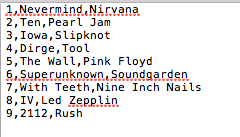 1,Nevermind,Nirvana
2,Ten,Pearl Jam
3,Iowa,Slipknot
4,Dirge,Tool
5,The Wall,Pink Floyd
6,Superunknown,Soundgarden
7,With Teeth,Nine Inch Nails
8,IV,Led Zepplin
9,2112,Rush